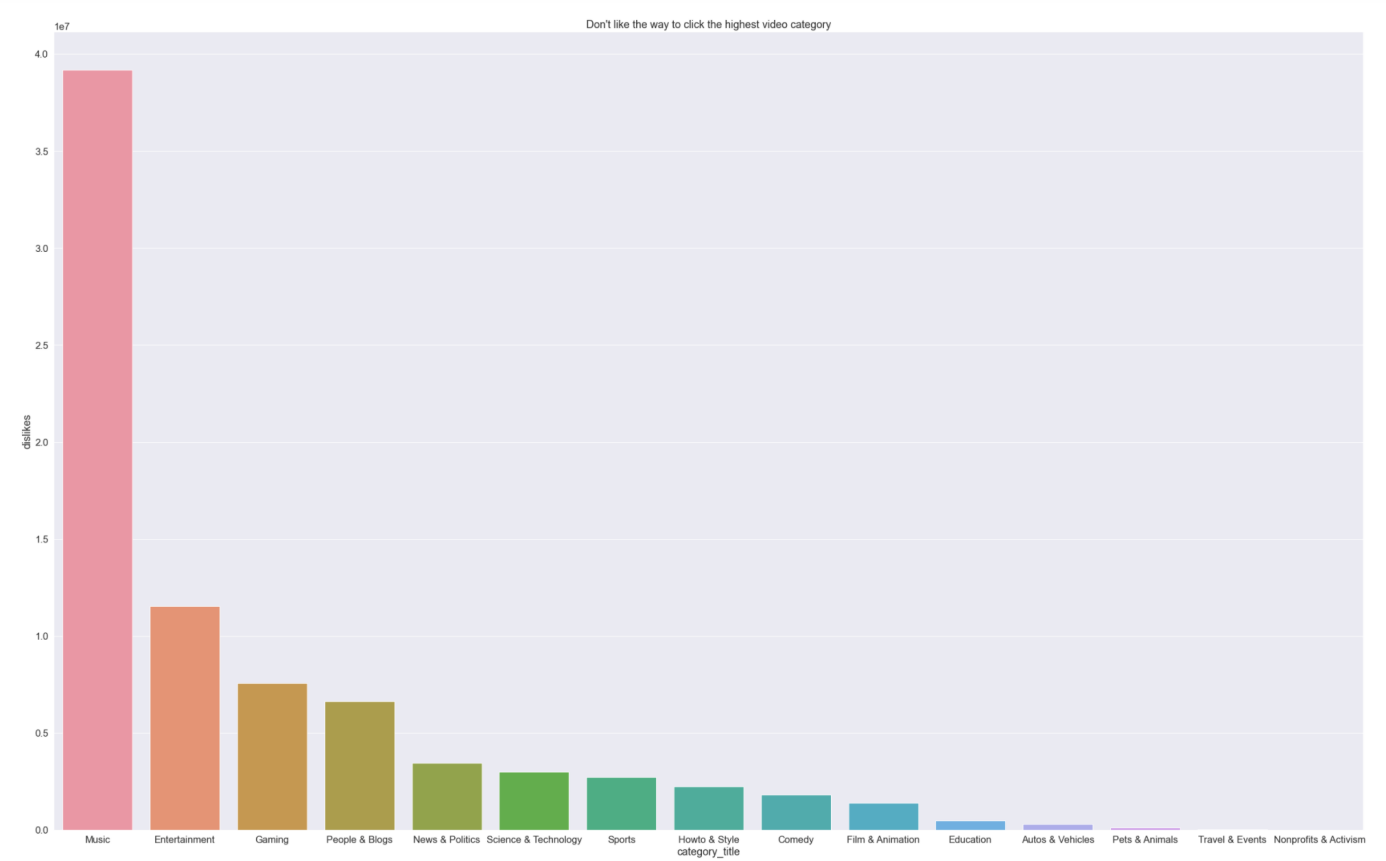 Don't like the way to click the highest video category
1e7
4.0
3.5
3.0
2.5
2.0
1.5
1.0
0.5
0.0
dislikes
Music Entertainment Gaming People & Blogs News & Politics Science & Technology Sports Howto & Style Comedy Film & Animation Education Autos & Vehicles Pets & Animals Travel & Events Nonprofits & Activism
category_title